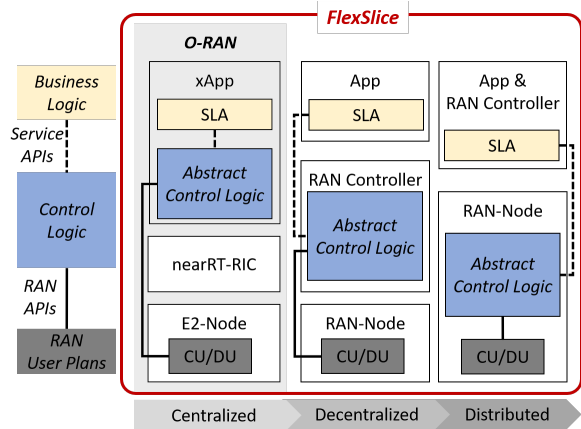 FlexSlice
O-RAN
Business
Logic
Service
APIs
Control
Logic
RAN
APIs
RAN
User Plans
xApp
SLA
Abstract
Control Logic
nearRT-RIC
E2-Node
CU/DU
App
SLA
RAN Controller
Abstract
Control Logic
RAN-Node
CU/DU
App &
RAN Controller
SLA
RAN-Node
Abstract
Control Logic
CU/DU
Centralized
Decentralized
Distributed